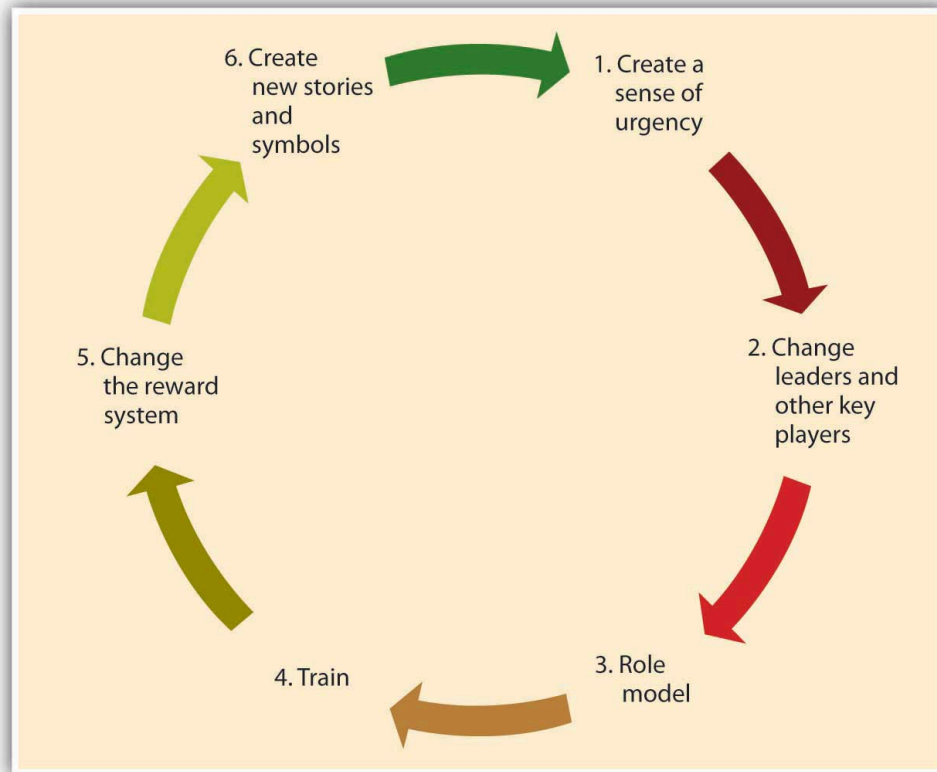 1. Create a
sense of
urgency
2. Change
leaders and
other key
players
3. Role
model
4. Train
5. Change
the reward
system
6. Create
new stories
and
symbols